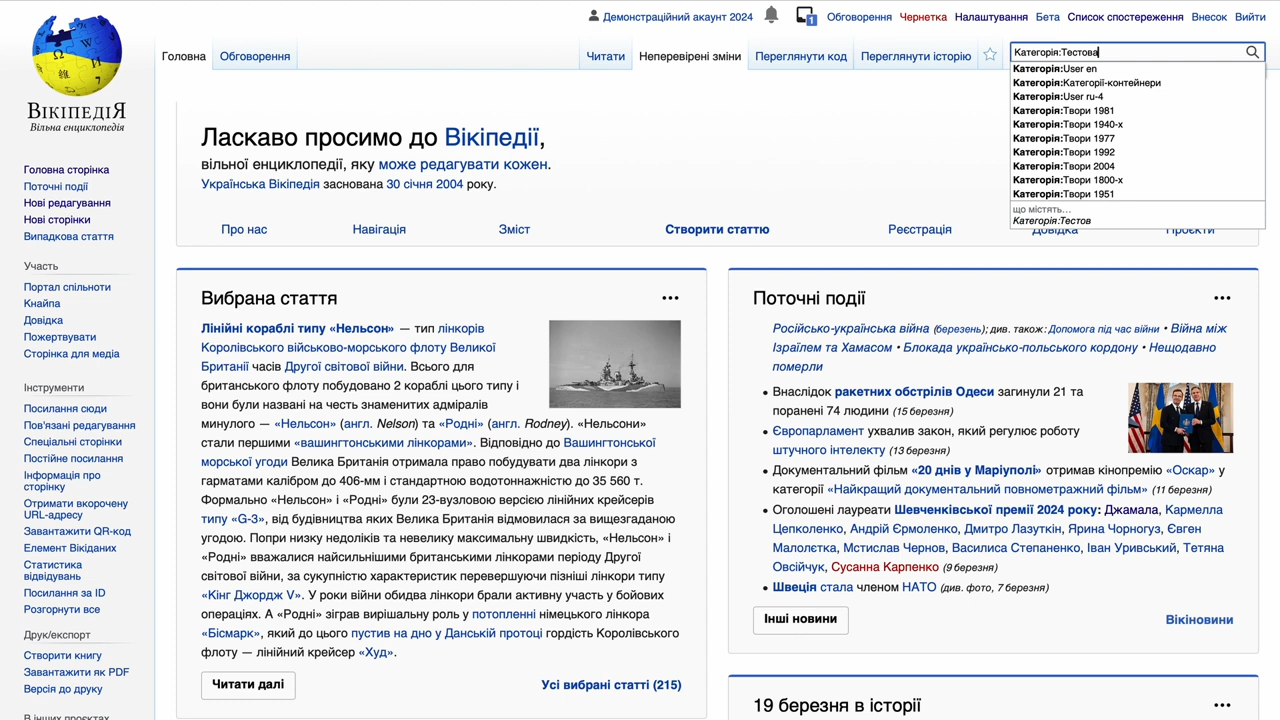 Демонстраційний акаунт 2024
1
Обговорення
Чернетка
Налаштування
Бета
Список спостереження
Внесок
Вийти
Головна
Обговорення
Читати
Неперевірені зміни
Переглянути код
Переглянути історію
Категорія:Тестова
Категорія:User en
Категорія:Категорії-контейнери
Категорія:User ru-4
Категорія:Твори 1981
Категорія:Твори 1940-х
Категорія:Твори 1977
Категорія:Твори 1992
Категорія:Твори 2004
Категорія:Твори 1800-х
Категорія:Твори 1951
що містять...
Категорія:Тестов
ВІКІПЕДІЯ
Вільна енциклопедія
Головна сторінка
Поточні події
Нові редагування
Нові сторінки
Випадкова стаття
Участь
Портал спільноти
Кнайпа
Довідка
Пожертвувати
Сторінка для медіа
Інструменти
Посилання сюди
Пов'язані редагування
Спеціальні сторінки
Постійне посилання
Інформація про
сторінку
Отримати вкорочену
URL-адресу
Завантажити QR-код
Елемент Вікіданих
Статистика
відвідувань
Посилання за ID
Розгорнути все
Друк/експорт
Створити книгу
Завантажити як PDF
Версія до друку
В інших проєктах
Ласкаво просимо до Вікіпедії,
вільної енциклопедії, яку може редагувати кожен.
Українська Вікіпедія заснована 30 січня 2004 року.
Про нас
Навігація
Зміст
Створити статтю
Реєстрація
Довідка
Проєкти
Вибрана стаття
Лінійні кораблі типу «Нельсон» — тип лінкорів
Королівського військово-морського флоту Великої
Британії часів Другої світової війни. Всього для
британського флоту побудовано 2 кораблі цього типу і
вони були названі на честь знаменитих адміралів
минулого — «Нельсон» (англ. Nelson) та «Родні» (англ. Rodney). «Нельсони»
стали першими «вашингтонськими лінкорами». Відповідно до Вашингтонської
морської угоди Велика Британія отримала право побудувати два лінкори з
гарматами калібром до 406-мм і стандартною водотоннажністю до 35 560 т.
Формально «Нельсон» і «Родні» були 23-вузловою версією лінійних крейсерів
типу «G-3», від будівництва яких Велика Британія відмовилася за вищезгаданою
угодою. Попри низку недоліків та невелику максимальну швидкість, «Нельсон» і
«Родні» вважалися найсильнішими британськими лінкорами періоду Другої
світової війни, за сукупністю характеристик перевершуючи пізніші лінкори типу
«Кінг Джордж V». У роки війни обидва лінкори брали активну участь у бойових
операціях. А «Родні» зіграв вирішальну роль у потопленні німецького лінкора
«Бісмарк», який до цього пустив на дно у Данській протоці гордість Королівського
флоту — лінійний крейсер «Худ».
Читати далі
Усі вибрані статті (215)
Поточні події
Російсько-українська війна (березень); див. також: Допомога під час війни • Війна між
Ізраїлем та Хамасом • Блокада українсько-польського кордону • Нещодавно
померли
• Внаслідок ракетних обстрілів Одеси загинули 21 та
поранені 74 людини (15 березня)
• Європарламент ухвалив закон, який регулює роботу
штучного інтелекту (13 березня)
• Документальний фільм «20 днів у Маріуполі» отримав кінопремію «Оскар» у
категорії «Найкращий документальний повнометражний фільм» (11 березня)
• Оголошені лауреати Шевченківської премії 2024 року: Джамала, Кармелла
Цепколенко, Андрій Єрмоленко, Дмитро Лазуткін, Ярина Чорногуз, Євген
Малолєтка, Мстислав Чернов, Василиса Степаненко, Іван Уривський, Тетяна
Овсійчук, Сусанна Карпенко (9 березня)
• Швеція стала членом НАТО (див. фото, 7 березня)
Інші новини
Вікіновини
19 березня в історії